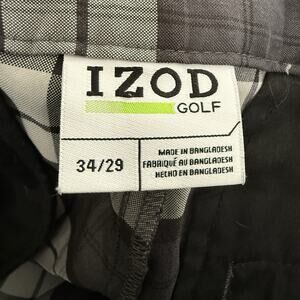 IZOD
GOLF
34/29
MADE IN BANGLADESH
FABRIQUÉ AU BANGLADESH
HECHO EN BANGLADESH